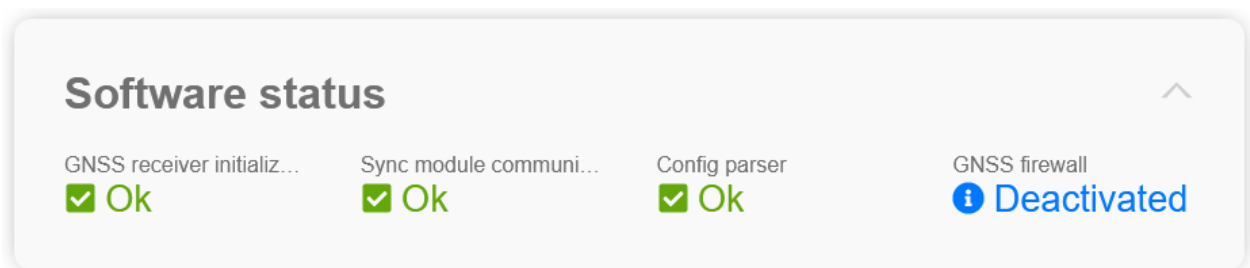 Software status
GNSS receiver initializ...
Sync module communi...
Config parser
GNSS firewall
Ok
Ok
Ok
Deactivated